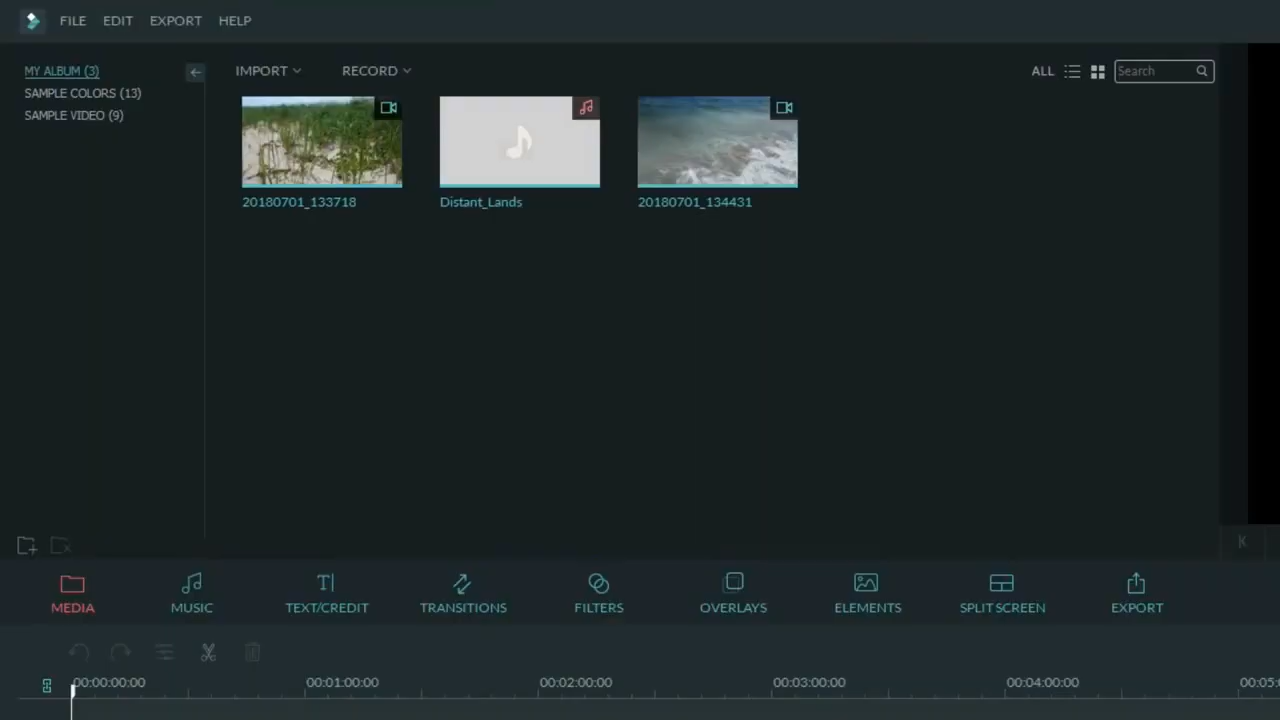 FILE EDIT EXPORT HELP
MY ALBUM (3)
SAMPLE COLORS (13)
SAMPLE VIDEO (9)
IMPORT RECORD ALL Search
20180701_133718 Distant_Lands 20180701_134431
MEDIA MUSIC TEXT/CREDIT TRANSITIONS FILTERS OVERLAYS ELEMENTS SPLIT SCREEN EXPORT
00:00:00:00 00:01:00:00 00:02:00:00 00:03:00:00 00:04:00:00 00:05: